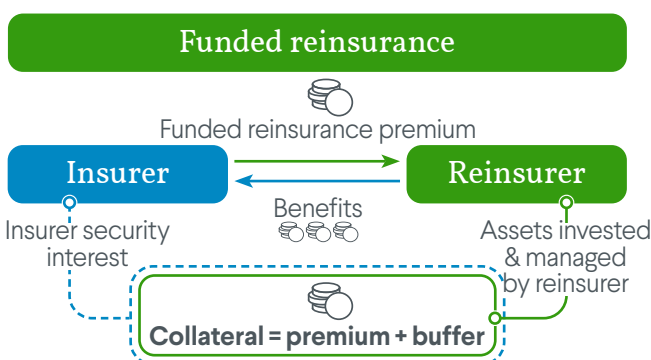 Funded reinsurance
Funded reinsurance premium
Insurer
Reinsurer
Benefits
Insurer security
interest
Assets invested
& managed
by reinsurer
Collateral = premium + buffer